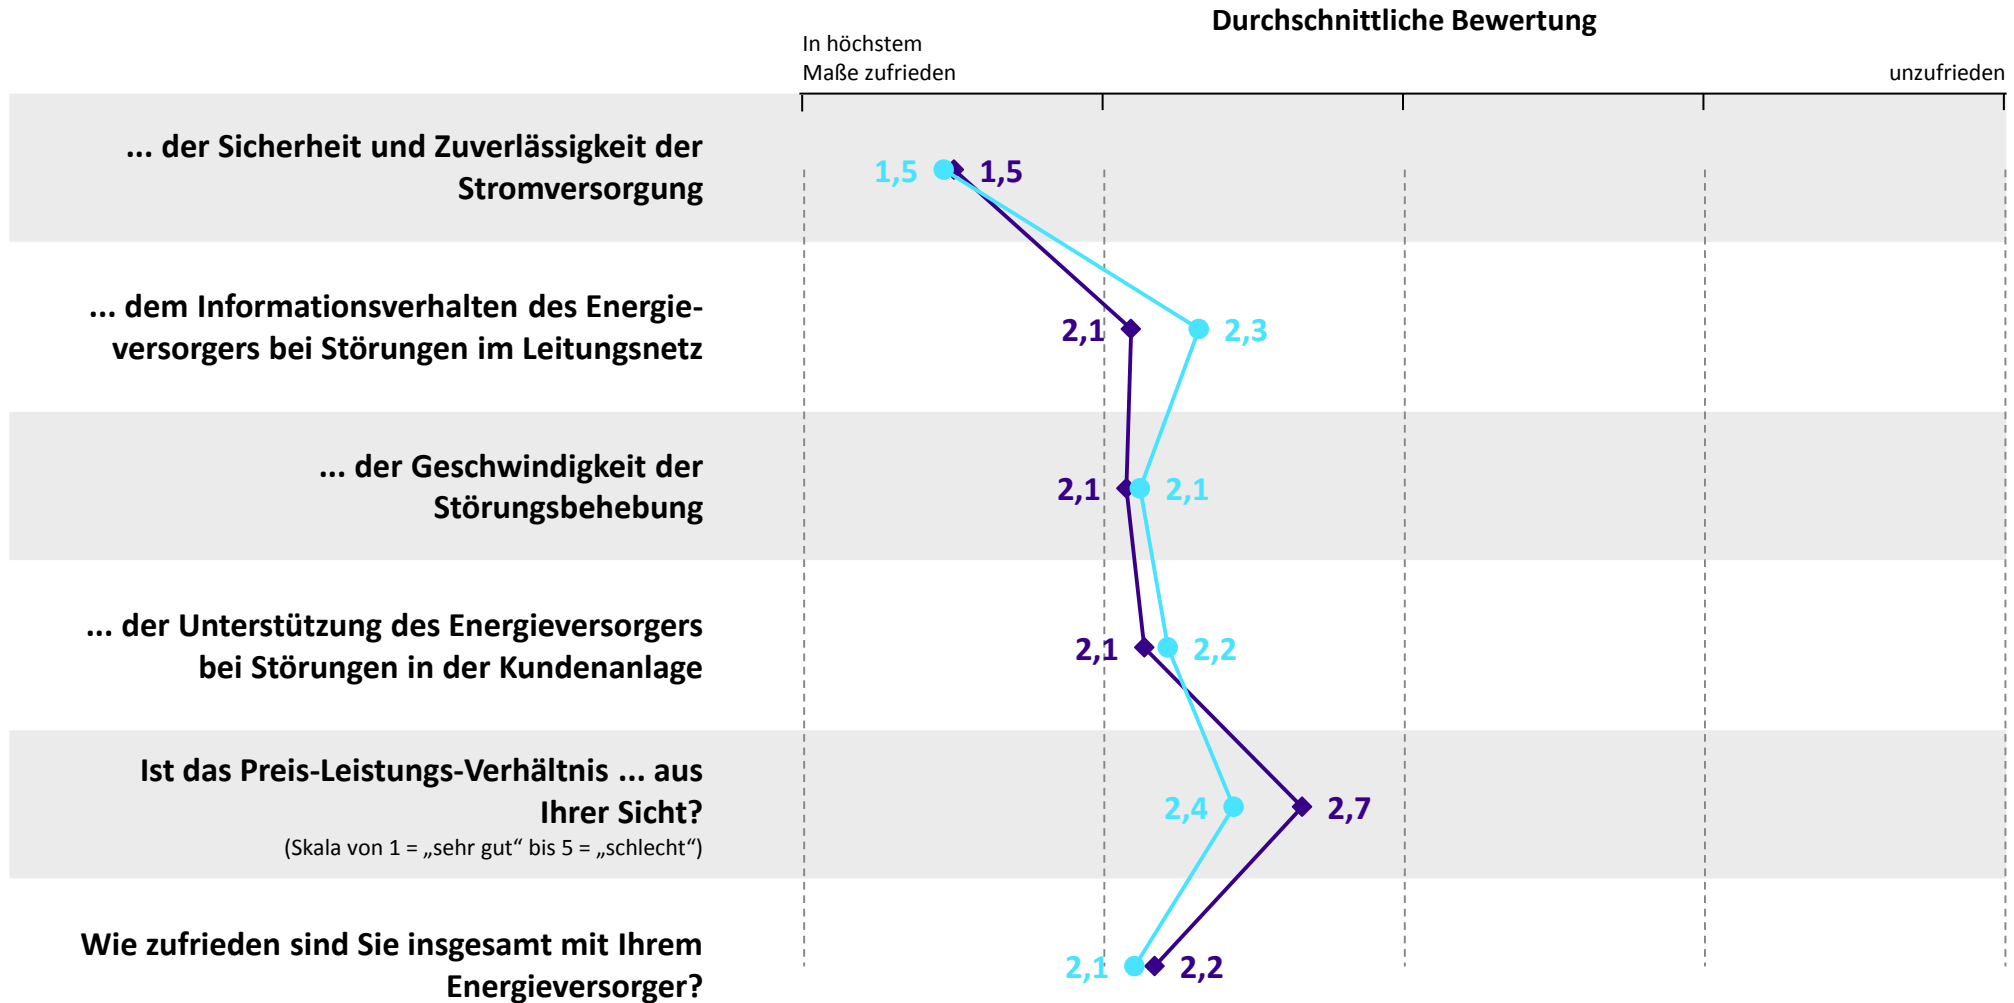 Durchschnittliche Bewertung
In höchstem
Maße zufrieden
unzufrieden
... der Sicherheit und Zuverlässigkeit der
Stromversorgung
1,5 1,5
... dem Informationsverhalten des Energie-
versorgers bei Störungen im Leitungsnetz
2,1 2,3
... der Geschwindigkeit der
Störungsbehebung
2,1 2,1
... der Unterstützung des Energieversorgers
bei Störungen in der Kundenanlage
2,1 2,2
Ist das Preis-Leistungs-Verhältnis ... aus
Ihrer Sicht?
(Skala von 1 = „sehr gut“ bis 5 = „schlecht“)
2,4 2,7
Wie zufrieden sind Sie insgesamt mit Ihrem
Energieversorger?
2,1 2,2